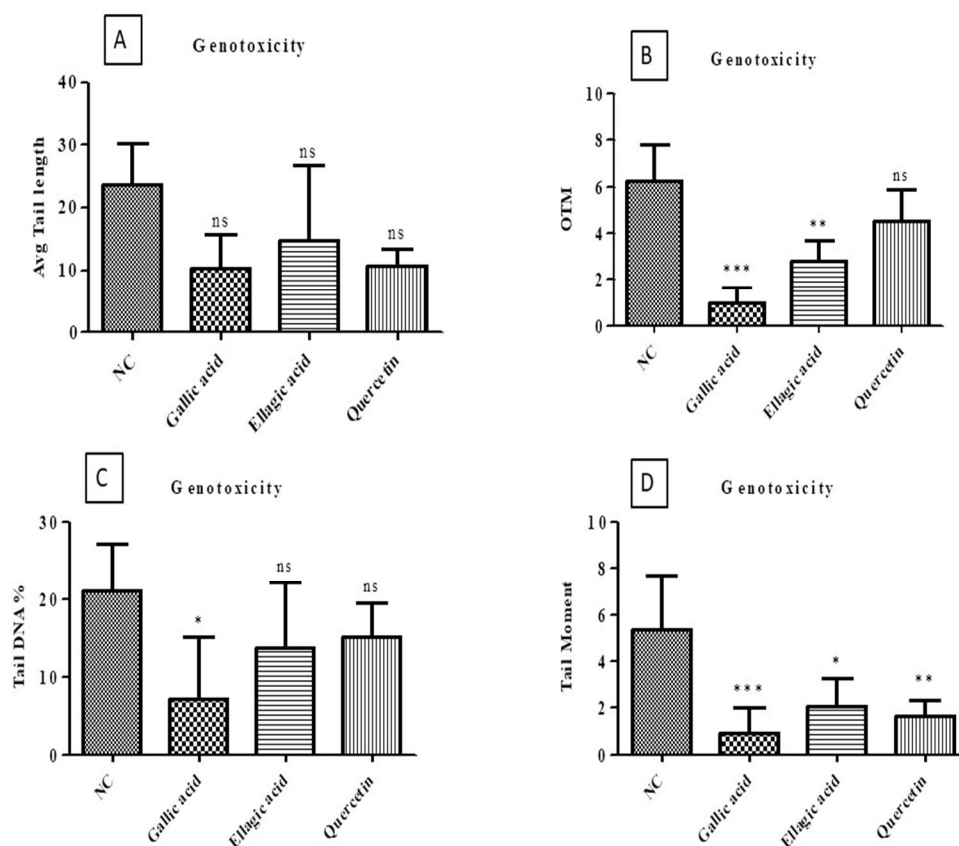 A
Genotoxicity
Avg Tail length
40
30
20
10
0
ns
ns
ns
NC
Gallic acid
Ellagic acid
Quercetin
B
Genotoxicity
OTM
10
8
6
4
2
0
***
**
ns
NC
Gallic acid
Ellagic acid
Quercetin
C
Genotoxicity
Tail DNA %
30
20
10
0
*
ns
ns
NC
Gallic acid
Ellagic acid
Quercetin
D
Genotoxicity
Tail Moment
10
8
6
4
2
0
***
*
**
NC
Gallic acid
Ellagic acid
Quercetin